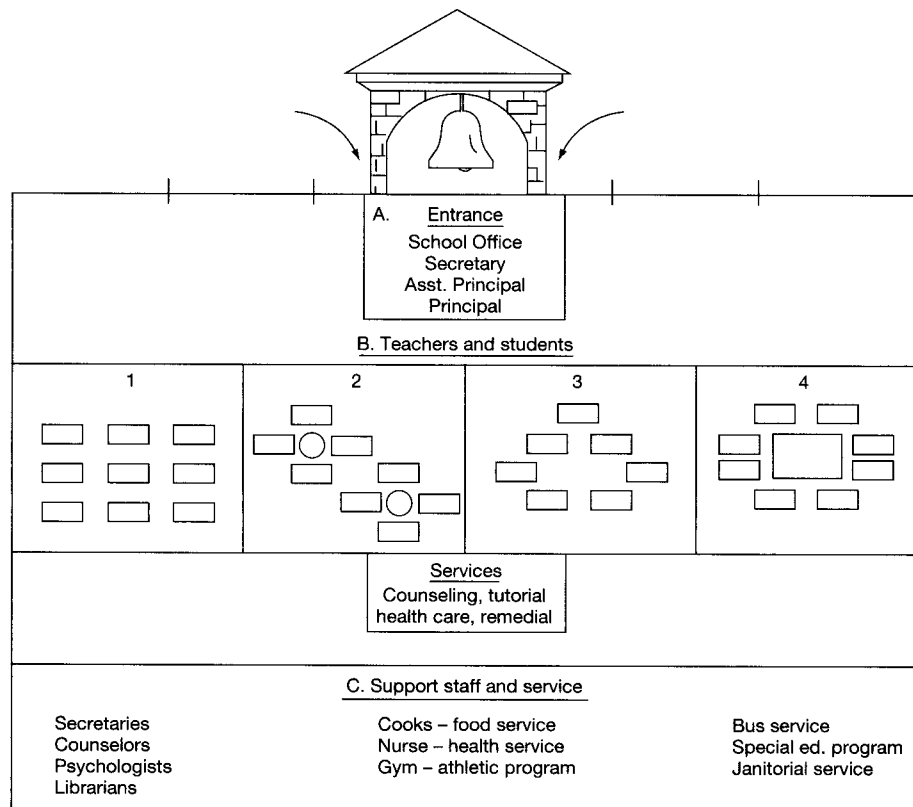 A. Entrance
School Office
Secretary
Asst. Principal
Principal
B. Teachers and students
1
2
3
4
Services
Counseling, tutorial
health care, remedial
C. Support staff and service
Secretaries
Counselors
Psychologists
Librarians
Cooks – food service
Nurse – health service
Gym – athletic program
Bus service
Special ed. program
Janitorial service